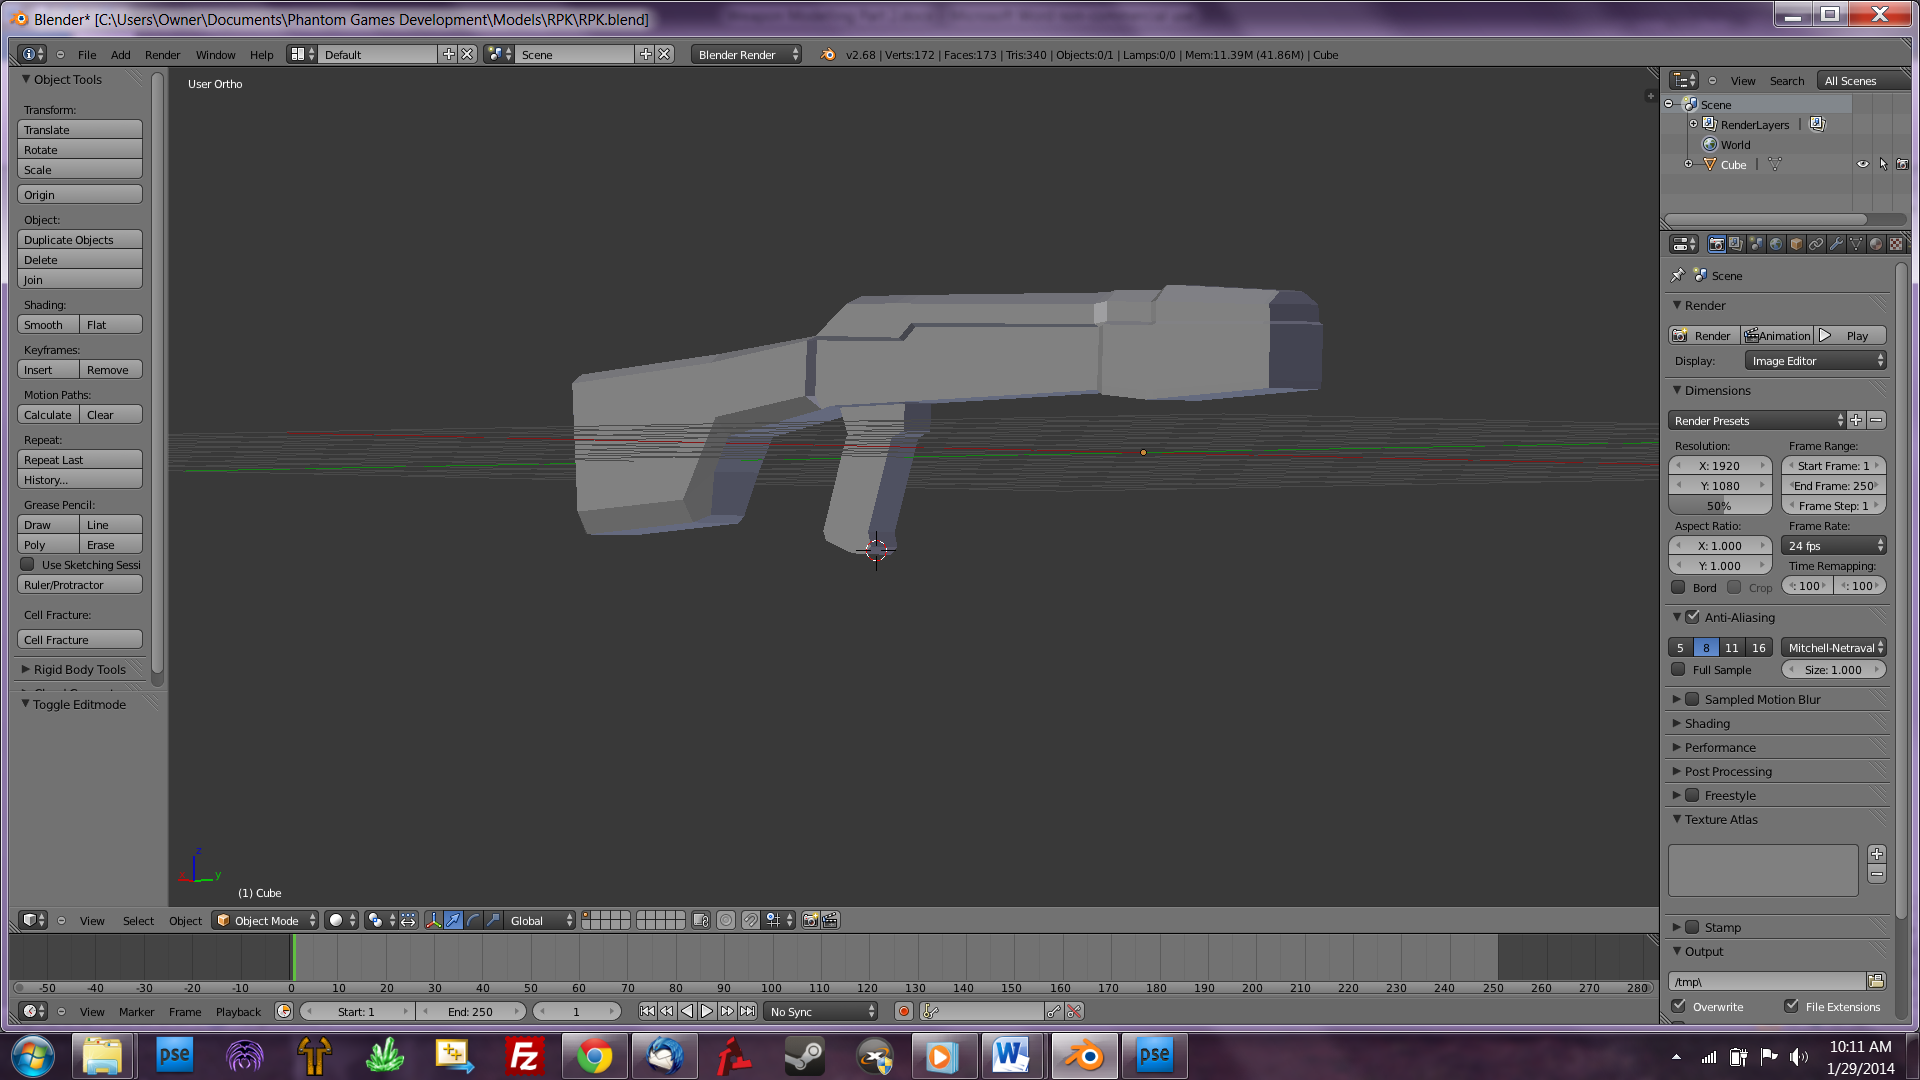 Blender* [C:\Users\Owner\Documents\Phantom Games Development\Models\RPK\RPK.blend]
File Add Render Window Help Default Scene Blender Render v2.68 | Verts:172 | Faces:173 | Tris:340 | Objects:0/1 | Lamps:0/0 | Mem:11.39M (41.86M) | Cube
Object Tools
Transform:
Translate
Rotate
Scale
Origin
Object:
Duplicate Objects
Delete
Join
Shading:
Smooth Flat
Keyframes:
Insert Remove
Motion Paths:
Calculate Clear
Repeat:
Repeat Last
History...
Grease Pencil:
Draw Line
Poly Erase
Use Sketching Sessi
Ruler/Protractor
Cell Fracture:
Cell Fracture
Rigid Body Tools
Toggle Editmode
User Ortho
z
x y
(1) Cube
View Search All Scenes
Scene
RenderLayers |
World
Cube |
Scene
Render
Render Animation Play
Display: Image Editor
Dimensions
Render Presets
Resolution: Frame Range:
X: 1920 Start Frame: 1
Y: 1080 End Frame: 250
50% Frame Step: 1
Aspect Ratio: Frame Rate:
X: 1.000 24 fps
Y: 1.000 Time Remapping:
Bord Crop : 100 : 100
Anti-Aliasing
5 8 11 16 Mitchell-Netraval
Full Sample Size: 1.000
Sampled Motion Blur
Shading
Performance
Post Processing
Freestyle
Texture Atlas
Stamp
Output
/tmp\
Overwrite File Extensions
View Select Object Object Mode Global
-50 -40 -30 -20 -10 0 10 20 30 40 50 60 70 80 90 100 110 120 130 140 150 160 170 180 190 200 210 220 230 240 250 260 270 280
View Marker Frame Playback Start: 1 End: 250 1 No Sync
pse Fz W pse
10:11 AM
1/29/2014